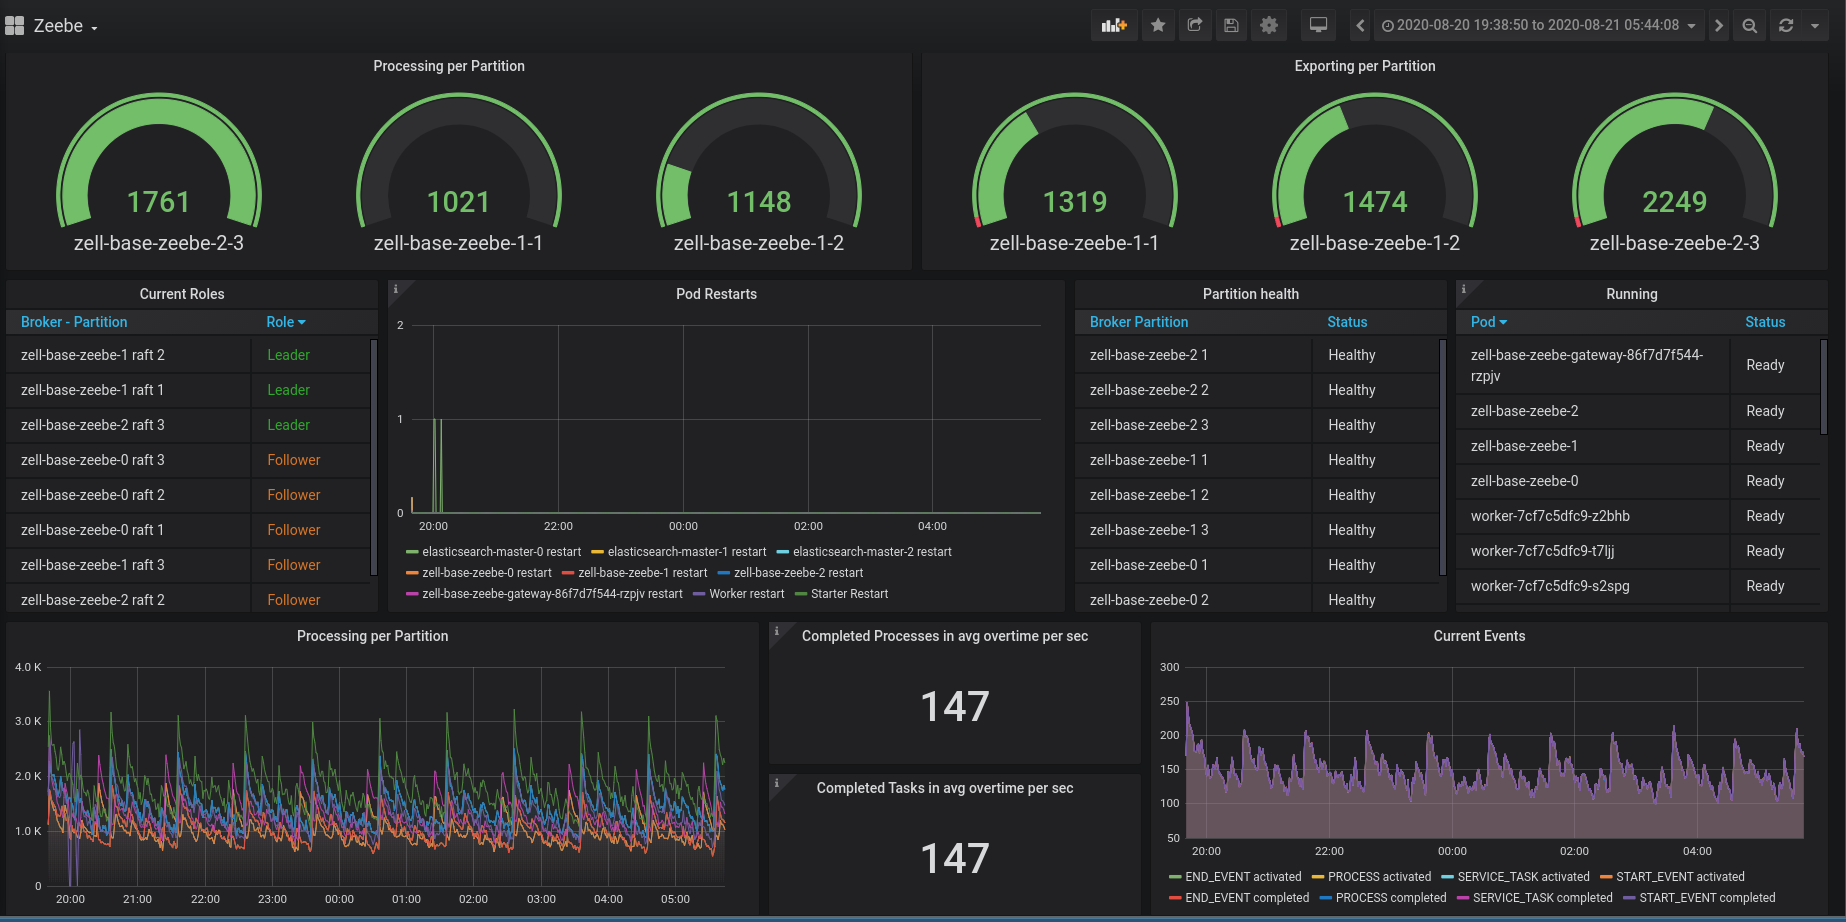 Zeebe
2020-08-20 19:38:50 to 2020-08-21 05:44:08
Processing per Partition
1761
zell-base-zeebe-2-3
1021
zell-base-zeebe-1-1
1148
zell-base-zeebe-1-2
Exporting per Partition
1319
zell-base-zeebe-1-1
1474
zell-base-zeebe-1-2
2249
zell-base-zeebe-2-3
Current Roles
Broker - Partition Role
zell-base-zeebe-1 raft 2 Leader
zell-base-zeebe-1 raft 1 Leader
zell-base-zeebe-2 raft 3 Leader
zell-base-zeebe-0 raft 3 Follower
zell-base-zeebe-0 raft 2 Follower
zell-base-zeebe-0 raft 1 Follower
zell-base-zeebe-1 raft 3 Follower
zell-base-zeebe-2 raft 2 Follower
i
Pod Restarts
2
1
0
20:00 22:00 00:00 02:00 04:00
elasticsearch-master-0 restart elasticsearch-master-1 restart elasticsearch-master-2 restart
zell-base-zeebe-0 restart zell-base-zeebe-1 restart zell-base-zeebe-2 restart
zell-base-zeebe-gateway-86f7d7f544-rzpjv restart Worker restart Starter Restart
Partition health
Broker Partition Status
zell-base-zeebe-2 1 Healthy
zell-base-zeebe-2 2 Healthy
zell-base-zeebe-2 3 Healthy
zell-base-zeebe-1 1 Healthy
zell-base-zeebe-1 2 Healthy
zell-base-zeebe-1 3 Healthy
zell-base-zeebe-0 1 Healthy
zell-base-zeebe-0 2 Healthy
i
Running
Pod Status
zell-base-zeebe-gateway-86f7d7f544-
rzpjv Ready
zell-base-zeebe-2 Ready
zell-base-zeebe-1 Ready
zell-base-zeebe-0 Ready
worker-7cf7c5dfc9-z2bhb Ready
worker-7cf7c5dfc9-t7ljj Ready
worker-7cf7c5dfc9-s2spg Ready
Processing per Partition
4.0 K
3.0 K
2.0 K
1.0 K
0
20:00 21:00 22:00 23:00 00:00 01:00 02:00 03:00 04:00 05:00
i
Completed Processes in avg overtime per sec
147
i
Completed Tasks in avg overtime per sec
147
Current Events
300
250
200
150
100
50
20:00 22:00 00:00 02:00 04:00
END_EVENT activated PROCESS activated SERVICE_TASK activated START_EVENT activated
END_EVENT completed PROCESS completed SERVICE_TASK completed START_EVENT completed